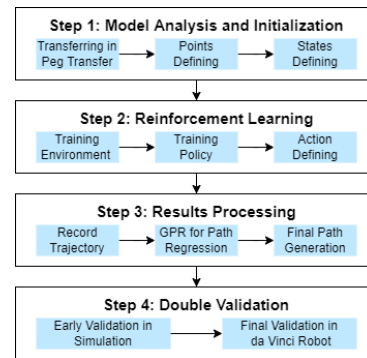 Step 1: Model Analysis and Initialization
Transferring in Peg Transfer
Points Defining
States Defining
Step 2: Reinforcement Learning
Training Environment
Training Policy
Action Defining
Step 3: Results Processing
Record Trajectory
GPR for Path Regression
Final Path Generation
Step 4: Double Validation
Early Validation in Simulation
Final Validation in da Vinci Robot